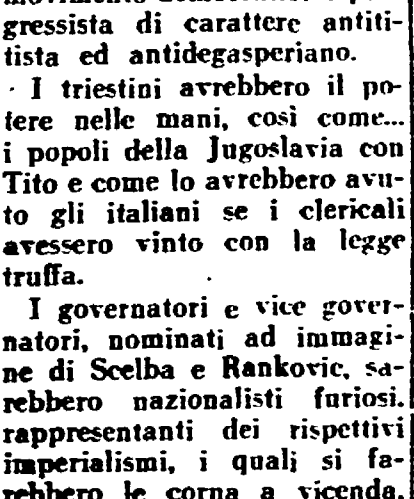 gressista di carattere antiti-
tista ed antidegasperiano.
I triestini avrebbero il po-
tere nelle mani, così come...
i popoli della Jugoslavia con
Tito e come lo avrebbero avu-
to gli italiani se i clericali
avessero vinto con la legge
truffa.
I governatori e vice gover-
natori, nominati ad immagi-
ne di Scelba e Rankovic, sa-
rebbero nazionalisti furiosi.
rappresentanti dei rispettivi
imperialismi, i quali si fa-
rebbero le corna a vicenda,